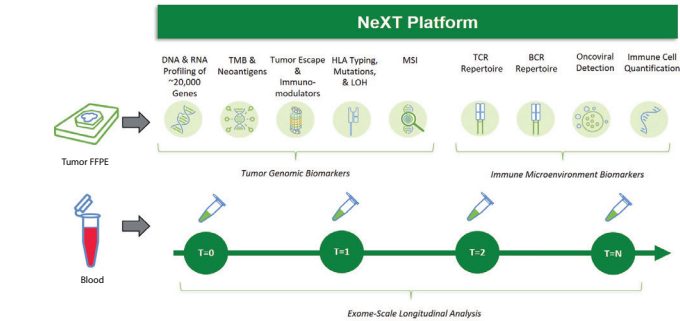 NeXT Platform
DNA & RNA
Profiling of
~20,000
Genes
TMB &
Neoantigens
Tumor Escape
&
Immuno-
modulators
HLA Typing,
Mutations,
& LOH
MSI
TCR
Repertoire
BCR
Repertoire
Oncoviral
Detection
Immune Cell
Quantification
Tumor FFPE
Tumor Genomic Biomarkers
Immune Microenvironment Biomarkers
Blood
T=0
T=1
T=2
T=N
Exome-Scale Longitudinal Analysis